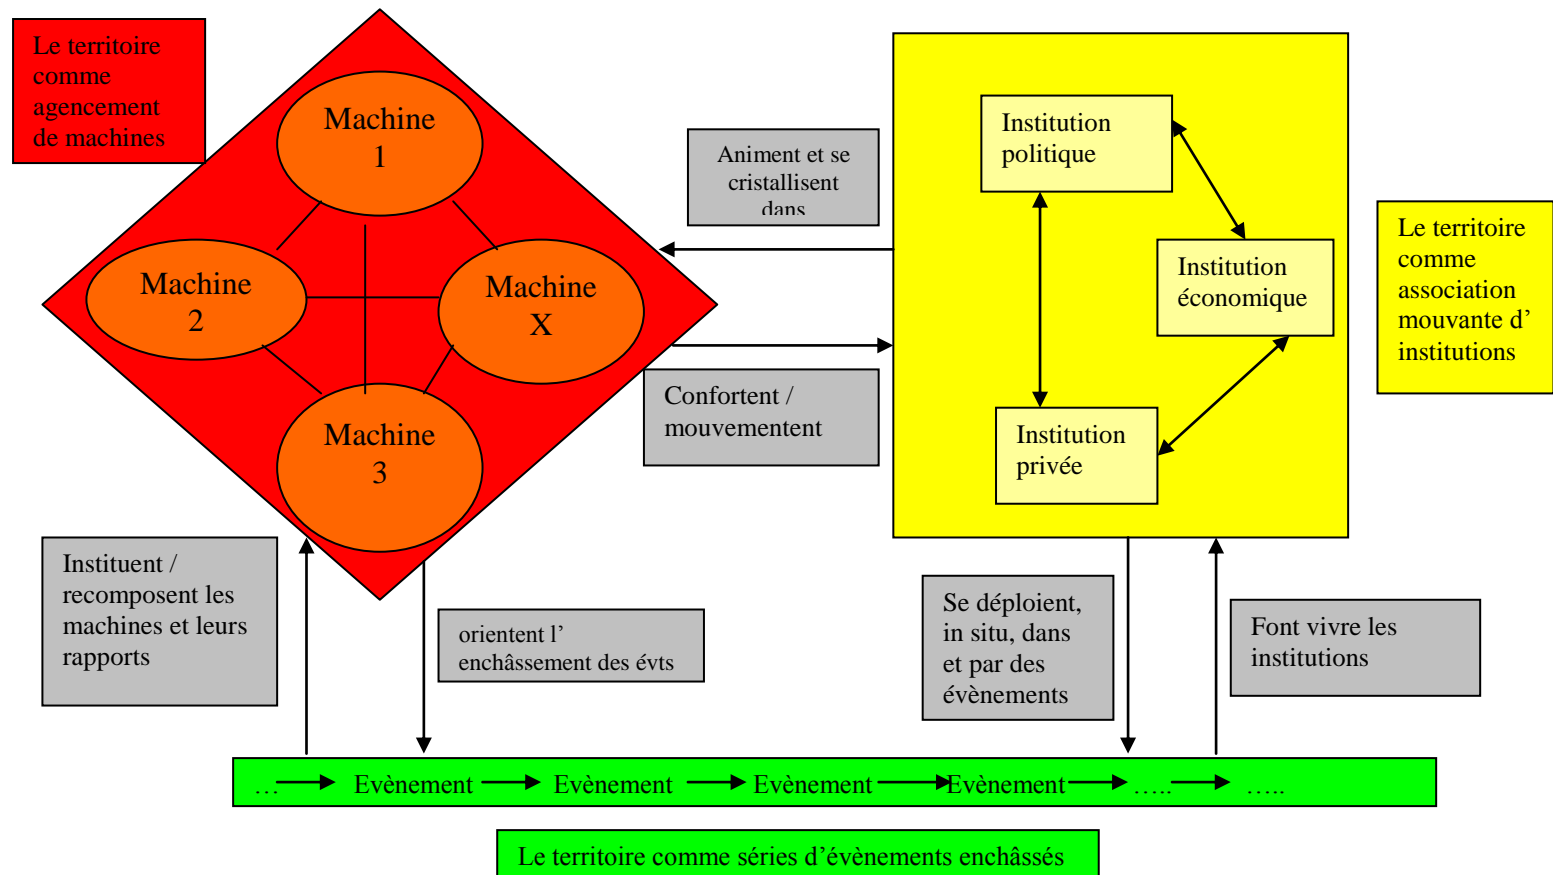 Le territoire
comme
agencement
de machines
Machine
1
Machine
2
Machine
X
Machine
3
Animent et se
cristallisent
dans
Confortent /
mouvementent
Institution
politique
Institution
économique
Institution
privée
Le territoire
comme
association
mouvante d’
institutions
Instituent /
recomposent les
machines et leurs
rapports
orientent l’
enchâssement des évts
Se déploient,
in situ, dans
et par des
évènements
Font vivre les
institutions
… Evènement Evènement Evènement Evènement ….. …..
Le territoire comme séries d’évènements enchâssés